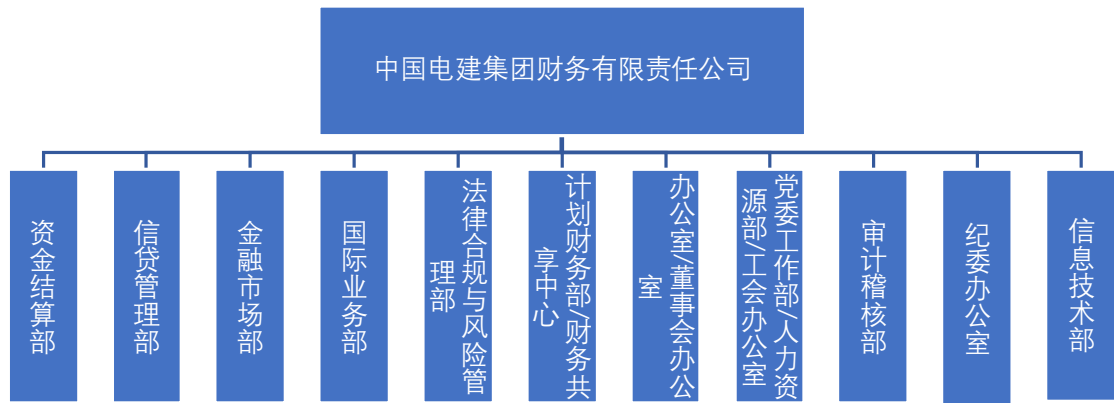 中国电建集团财务有限责任公司
资金结算部
信贷管理部
金融市场部
国际业务部
法律合规与风险管
理部
计划财务部/财务共
享中心
办公室/董事会办公
室
党委工作部/人力资
源部/工会办公室
审计稽核部
纪委办公室
信息技术部